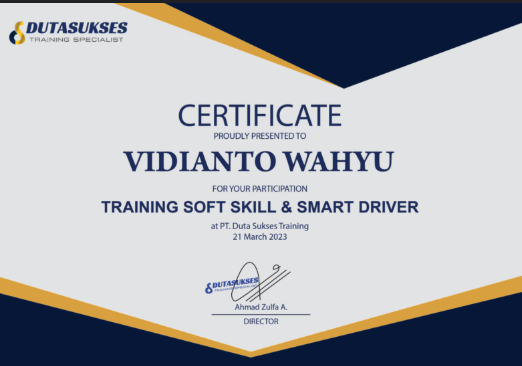 DUTASUKSES
TRAINING SPECIALIST
CERTIFICATE
PROUDLY PRESENTED TO
VIDIANTO WAHYU
FOR YOUR PARTICIPATION
TRAINING SOFT SKILL & SMART DRIVER
at PT. Duta Sukses Training
21 March 2023
DUTASUKSES
Ahmad Zulfa A.
DIRECTOR